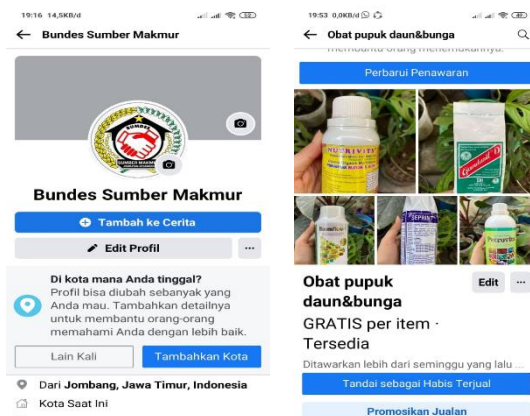 19:16 14,5KB/d
Bundes Sumber Makmur
SUMBER MAKMUR
Bundes Sumber Makmur
Tambah ke Cerita
Edit Profil
Di kota mana Anda tinggal?
Profil bisa diubah sebanyak yang
Anda mau. Tambahkan detailnya
untuk membantu orang-orang
memahami Anda dengan lebih baik.
Lain Kali
Tambahkan Kota
Dari Jombang, Jawa Timur, Indonesia
Kota Saat Ini
19:53 0,0KB/d
Obat pupuk daun&bunga
membantu orang menemukannya.
Perbarui Penawaran
NUTRIVITE
Obat pupuk
daun&bunga
Edit
GRATIS per item ·
Tersedia
Ditawarkan lebih dari seminggu yang lalu ...
Tandai sebagai Habis Terjual
Promosikan Jualan